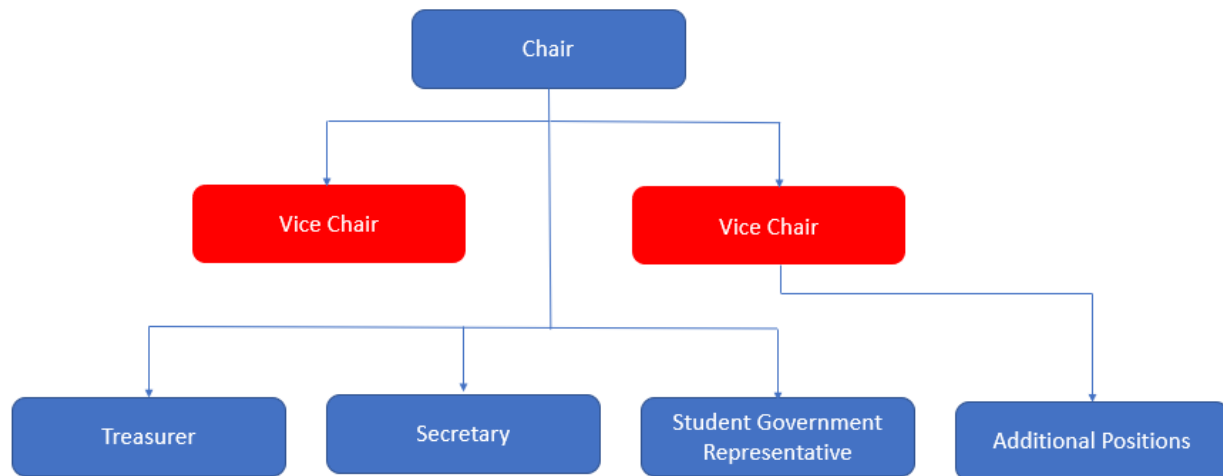 Chair
Vice Chair
Vice Chair
Treasurer
Secretary
Student Government
Representative
Additional Positions